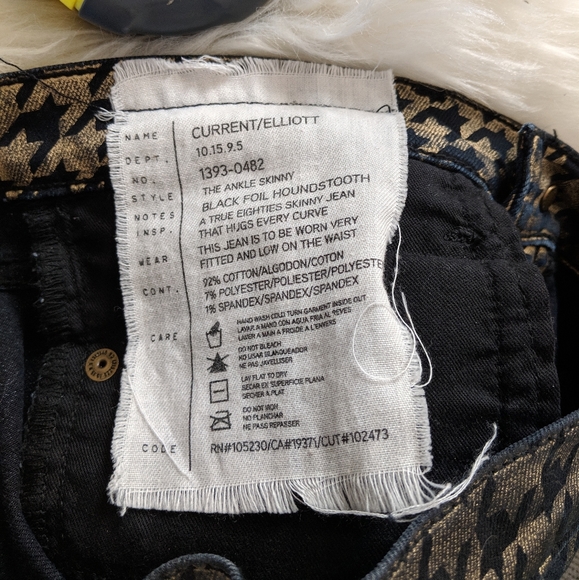 NAME CURRENT/ELLIOTT
DEPT. 10.15.9.5
NO. 1393-0482
STYLE THE ANKLE SKINNY
BLACK FOIL HOUNDSTOOTH
NOTES A TRUE EIGHTIES SKINNY JEAN
INSP. THAT HUGS EVERY CURVE
WEAR THIS JEAN IS TO BE WORN VERY
FITTED AND LOW ON THE WAIST
CONT. 92% COTTON/ALGODON/COTON
7% POLYESTER/POLIESTER/POLYESTE
1% SPANDEX/SPANDEX/SPANDEX
CARE HAND WASH COLD TURN GARMENT INSIDE OUT
LAVAR A MANO CON AGUA FRIA AL REVES
LAVER A MAIN A FROIDE A L'ENVERS
DO NOT BLEACH
NO USAR BLANQUEADOR
NE PAS JAVELLISER
LAY FLAT TO DRY
SECAR EX SUPERFICIE PLANA
SECHER A PLAT
DO NOT IRON
NO PLANCHAR
NE PAS REPASSER
CODE RN#105230/CA#19371/CUT#102473